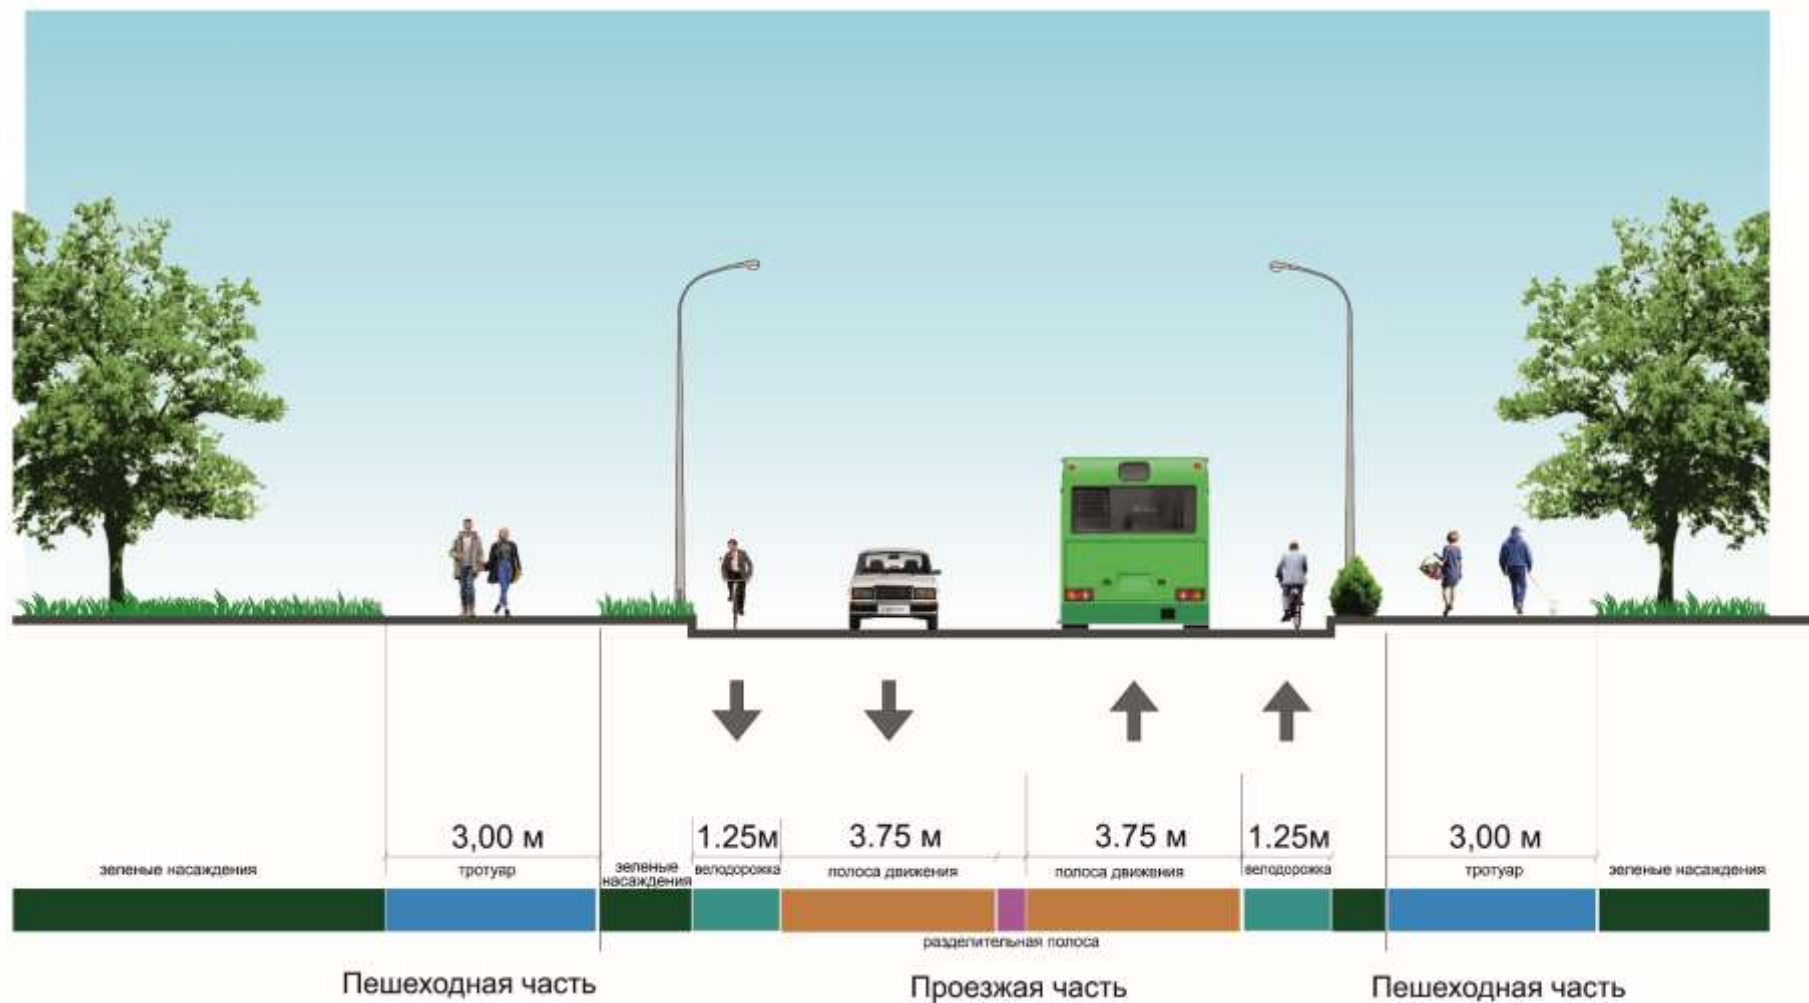 3,00 м
1.25м
3.75 м
3.75 м
1.25м
3,00 м
зеленые насаждения
тротуар
зеленые
насаждения
велодорожка
полоса движения
полоса движения
велодорожка
тротуар
зеленые насаждения
разделительная полоса
Пешеходная часть
Проезжая часть
Пешеходная часть